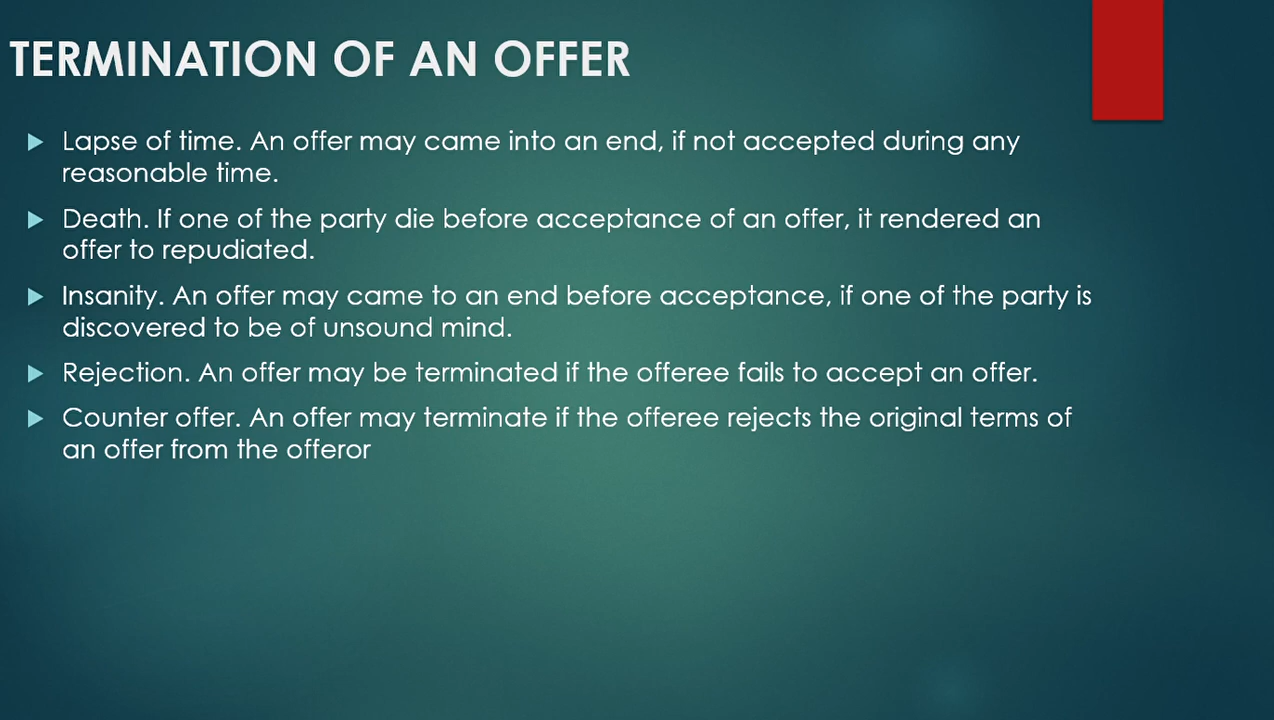 TERMINATION OF AN OFFER
Lapse of time. An offer may came into an end, if not accepted during any
reasonable time.
Death. If one of the party die before acceptance of an offer, it rendered an
offer to repudiated.
Insanity. An offer may came to an end before acceptance, if one of the party is
discovered to be of unsound mind.
Rejection. An offer may be terminated if the offeree fails to accept an offer.
Counter offer. An offer may terminate if the offeree rejects the original terms of
an offer from the offeror